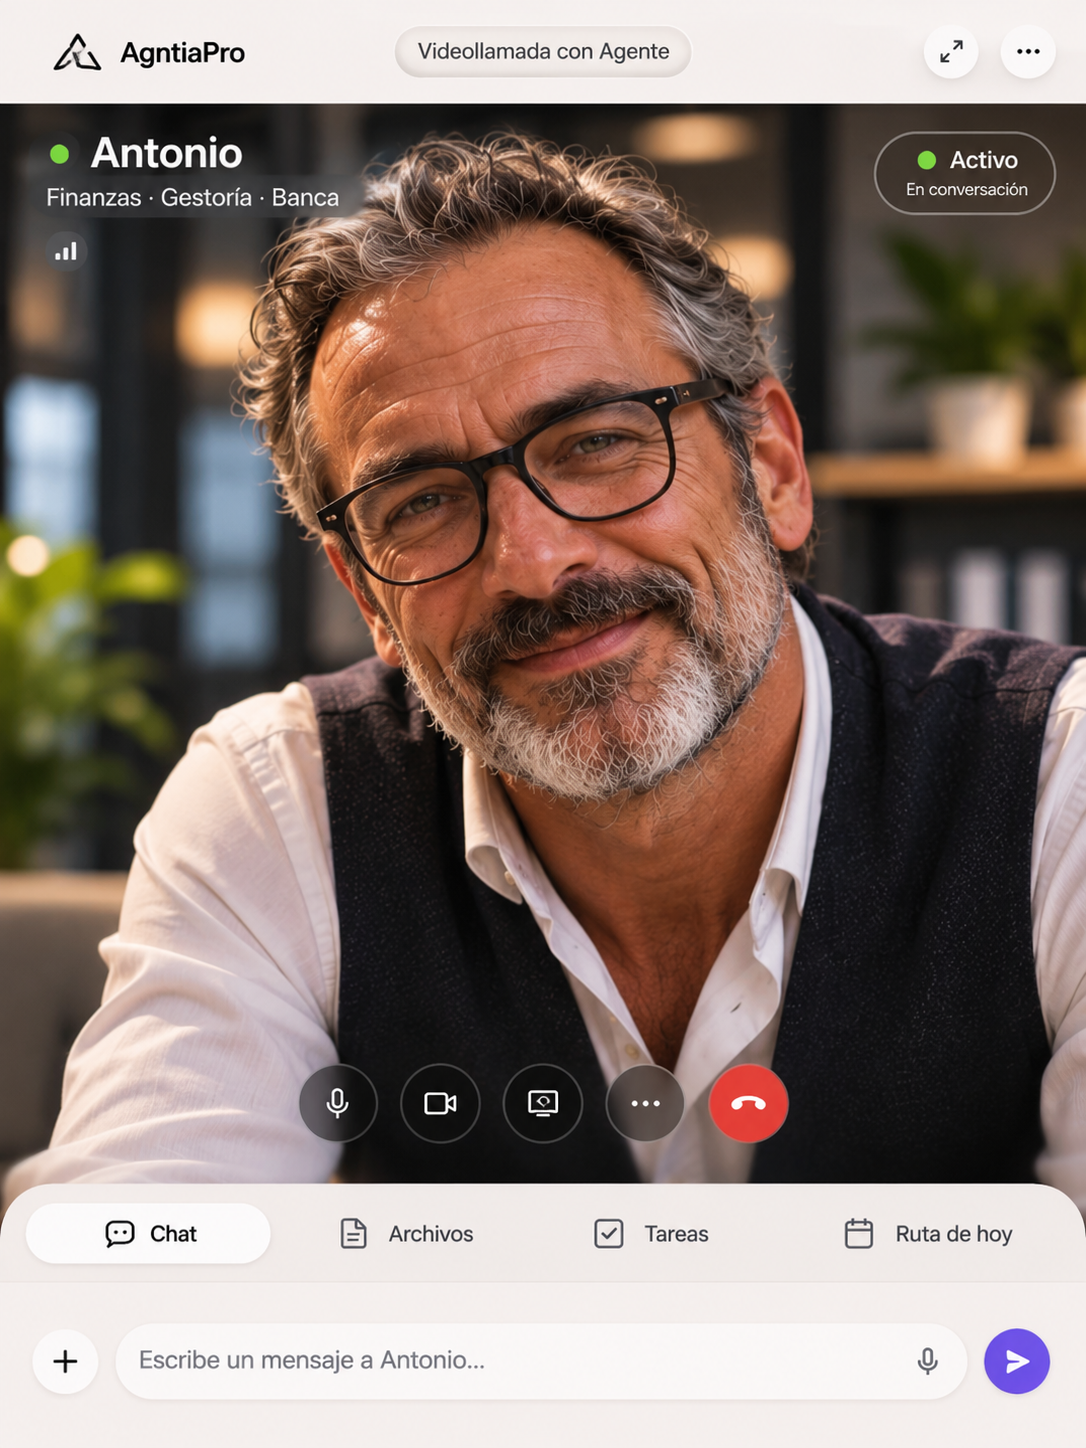 AgntiaPro
Videollamada con Agente
Antonio
Finanzas · Gestoría · Banca
Activo
En conversación
Chat
Archivos
Tareas
Ruta de hoy
Escribe un mensaje a Antonio...